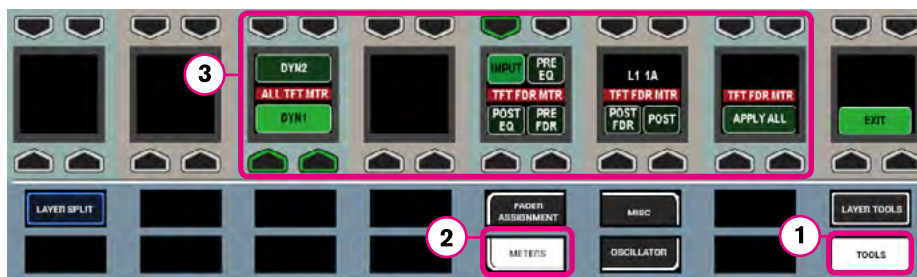 3
DYN2
ALL TFT MTR
DYN1
INPUT PRE EQ
TFT FDR MTR
POST EQ PRE FDR
L1 1A
TFT FDR MTR
POST FDR POST
TFT FDR MTR
APPLY ALL
EXIT
LAYER SPLIT
FADER ASSIGNMENT
MISC
LAYER TOOLS
2
METERS
OSCILLATOR
1
TOOLS